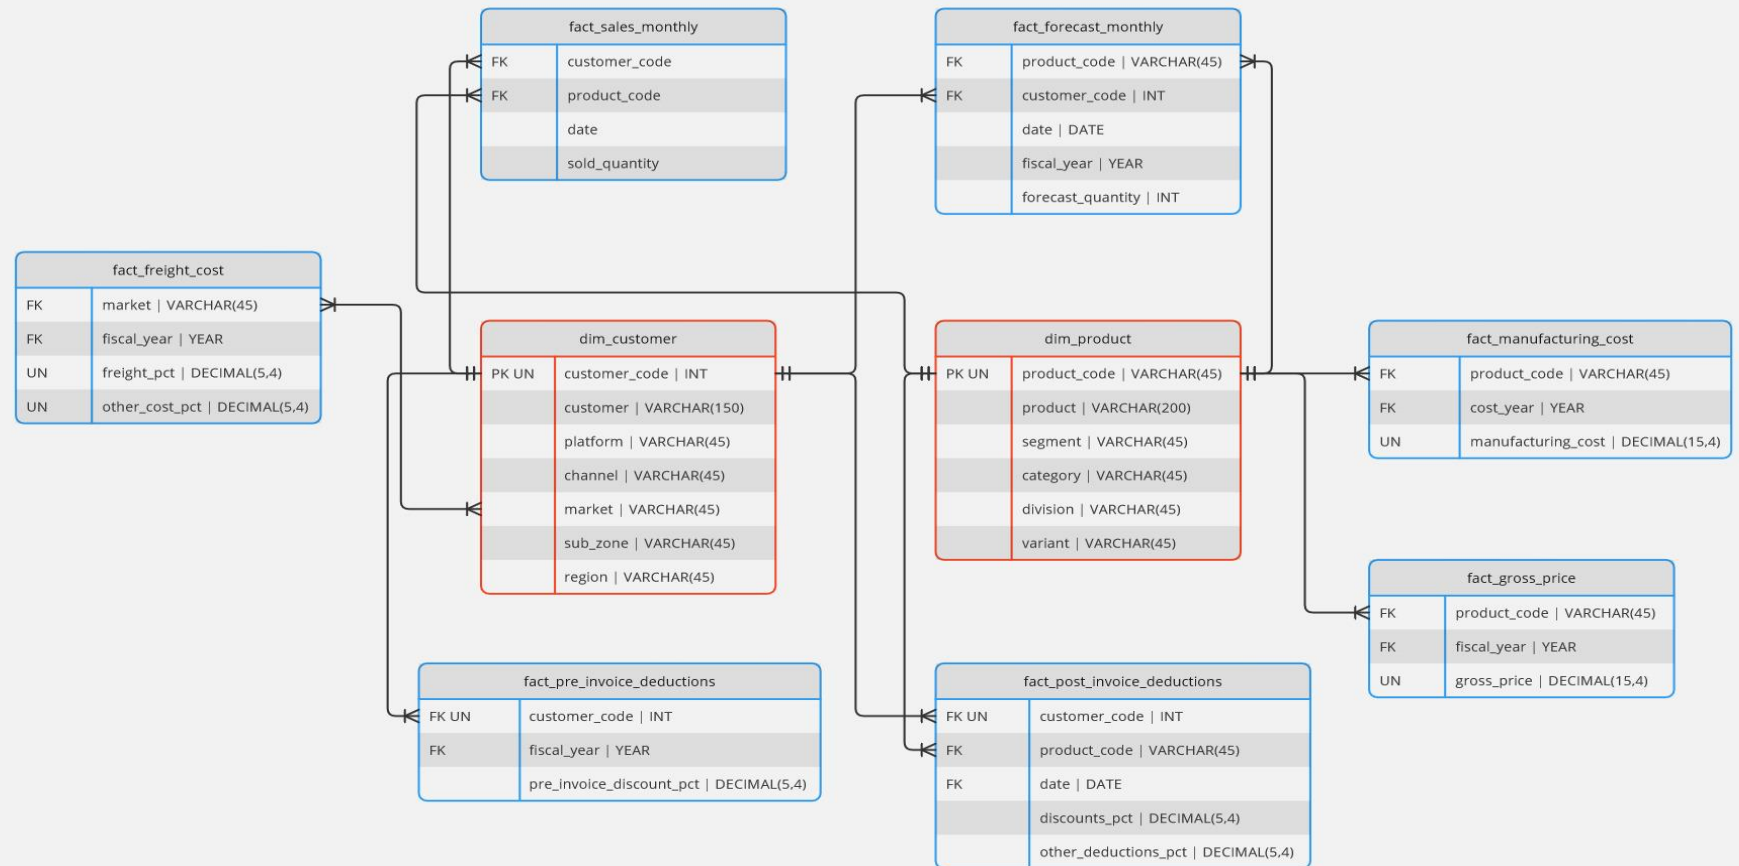 fact_sales_monthly
FK customer_code
FK product_code
date
sold_quantity
fact_forecast_monthly
FK product_code | VARCHAR(45)
FK customer_code | INT
date | DATE
fiscal_year | YEAR
forecast_quantity | INT
fact_freight_cost
FK market | VARCHAR(45)
FK fiscal_year | YEAR
UN freight_pct | DECIMAL(5,4)
UN other_cost_pct | DECIMAL(5,4)
dim_customer
PK UN customer_code | INT
customer | VARCHAR(150)
platform | VARCHAR(45)
channel | VARCHAR(45)
market | VARCHAR(45)
sub_zone | VARCHAR(45)
region | VARCHAR(45)
dim_product
PK UN product_code | VARCHAR(45)
product | VARCHAR(200)
segment | VARCHAR(45)
category | VARCHAR(45)
division | VARCHAR(45)
variant | VARCHAR(45)
fact_manufacturing_cost
FK product_code | VARCHAR(45)
FK cost_year | YEAR
UN manufacturing_cost | DECIMAL(15,4)
fact_gross_price
FK product_code | VARCHAR(45)
FK fiscal_year | YEAR
UN gross_price | DECIMAL(15,4)
fact_pre_invoice_deductions
FK UN customer_code | INT
FK fiscal_year | YEAR
pre_invoice_discount_pct | DECIMAL(5,4)
fact_post_invoice_deductions
FK UN customer_code | INT
FK product_code | VARCHAR(45)
FK date | DATE
discounts_pct | DECIMAL(5,4)
other_deductions_pct | DECIMAL(5,4)